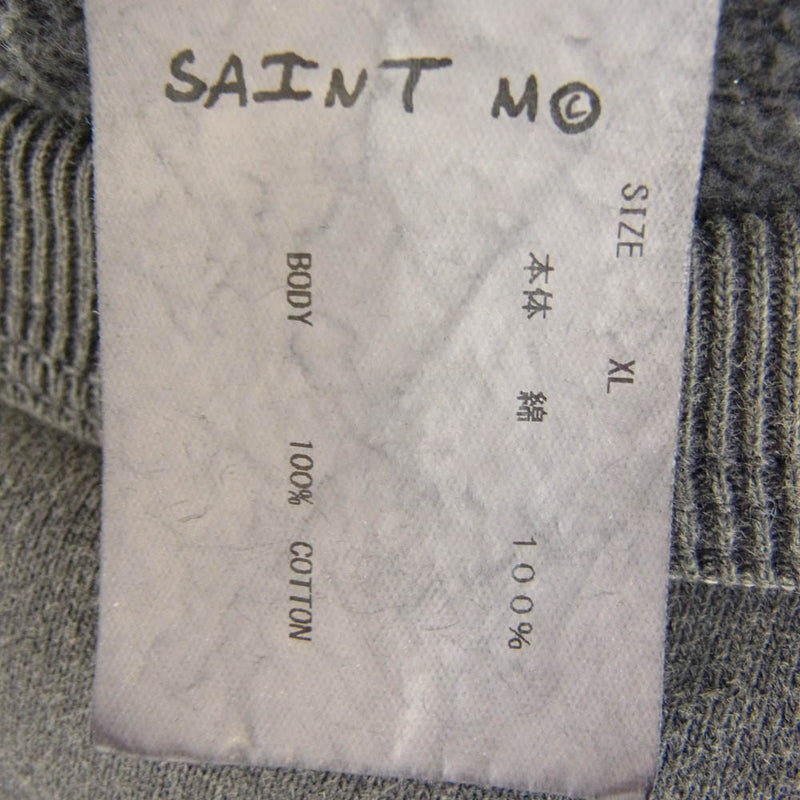 SAINT M©
SIZE XL
本体 綿 100%
BODY 100% COTTON